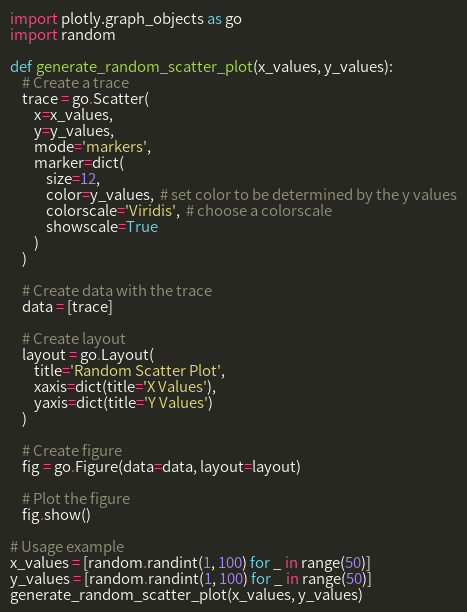 import plotly.graph_objects as go
import random

def generate_random_scatter_plot(x_values, y_values):
    # Create a trace
    trace = go.Scatter(
        x=x_values,
        y=y_values,
        mode='markers',
        marker=dict(
            size=12,
            color=y_values,  # set color to be determined by the y values
            colorscale='Viridis',  # choose a colorscale
            showscale=True
        )
    )

    # Create data with the trace
    data = [trace]

    # Create layout
    layout = go.Layout(
        title='Random Scatter Plot',
        xaxis=dict(title='X Values'),
        yaxis=dict(title='Y Values')
    )

    # Create figure
    fig = go.Figure(data=data, layout=layout)

    # Plot the figure
    fig.show()

# Usage example
x_values = [random.randint(1, 100) for _ in range(50)]
y_values = [random.randint(1, 100) for _ in range(50)]
generate_random_scatter_plot(x_values, y_values)